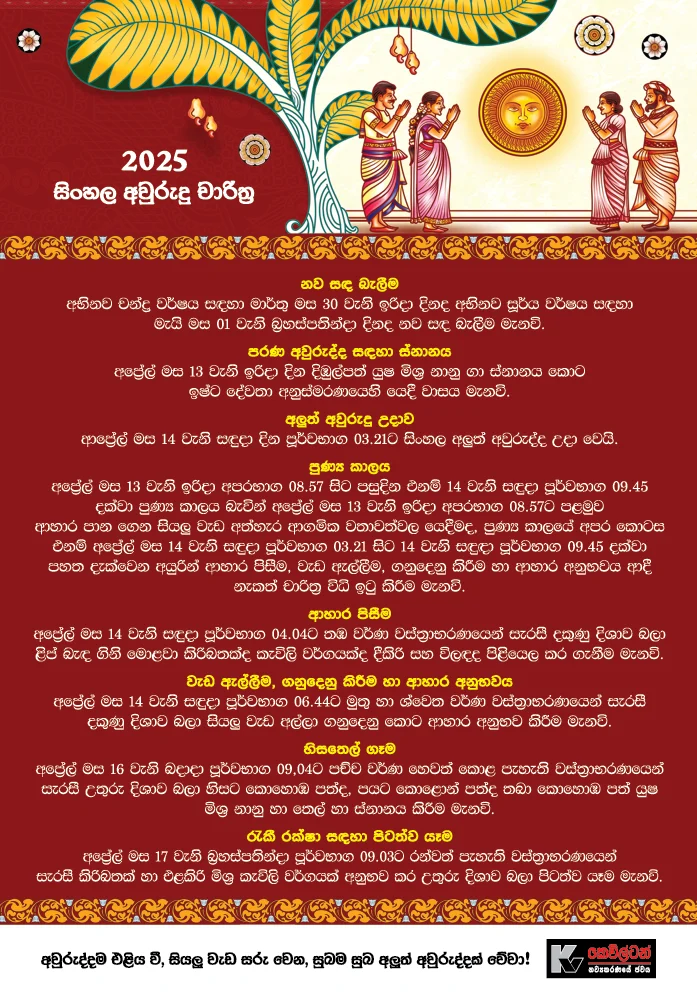 2025
සිංහල අවුරුදු චාරිත්‍ර
නව සඳ බැලීම
අභිනව චන්ද්‍ර වර්ෂය සඳහා මාර්තු මස 30 වැනි ඉරිදා දිනද අභිනව සූර්ය වර්ෂය සඳහා
මැයි මස 01 වැනි බ්‍රහස්පතින්දා දිනද නව සඳ බැලීම මැනවි.
පරණ අවුරුද්ද සඳහා ස්නානය
අප්‍රේල් මස 13 වැනි ඉරිදා දින දිඹුල්පත් යුෂ මිශ්‍ර නානු ගා ස්නානය කොට
ඉෂ්ට දේවතා අනුස්මරණයෙහි යෙදී වාසය මැනවි.
අලුත් අවුරුදු උදාව
අප්‍රේල් මස 14 වැනි සඳුදා දින පූර්වභාග 03.21ට සිංහල අලුත් අවුරුද්ද උදා වෙයි.
පුණ්‍ය කාලය
අප්‍රේල් මස 13 වැනි ඉරිදා අපරභාග 08.57 සිට පසුදින එනම් 14 වැනි සඳුදා පූර්වභාග 09.45
දක්වා පුණ්‍ය කාලය බැවින් අප්‍රේල් මස 13 වැනි ඉරිදා අපරභාග 08.57ට පළමුව
ආහාර පාන ගෙන සියලු වැඩ අත්හැර ආගමික වතාවත්වල යෙදීමද, පුණ්‍ය කාලයේ අපර කොටස
එනම් අප්‍රේල් මස 14 වැනි සඳුදා පූර්වභාග 03.21 සිට 14 වැනි සඳුඳා පූර්වභාග 09.45 දක්වා
පහත දැක්වෙන අයුරින් ආහාර පිසීම, වැඩ ඇල්ලීම, ගනුදෙනු කිරීම හා ආහාර අනුභවය ආදී
නැකත් චාරිත්‍ර විධි ඉටු කිරීම මැනවි.
ආහාර පිසීම
අප්‍රේල් මස 14 වැනි සඳුදා පූර්වභාග 04.04ට තඹ වර්ණ වස්ත්‍රාභරණයෙන් සැරසී දකුණු දිශාව බලා
ළිප් බැඳ ගිනි මොළවා කිරිබතක්ද කැවිලි වර්ගයක්ද දීකිරි සහ විලඳද පිළියෙල කර ගැනීම මැනවි.
වැඩ ඇල්ලීම, ගනුදෙනු කිරීම හා ආහාර අනුභවය
අප්‍රේල් මස 14 වැනි සඳුදා පූර්වභාග 06.44ට මුතු හා ශ්වෙත වර්ණ වස්ත්‍රාභරණයෙන් සැරසී
දකුණු දිශාව බලා සියලු වැඩ අල්ලා ගනුදෙනු කොට ආහාර අනුභව කිරීම මැනවි.
හිසතෙල් ගෑම
අප්‍රේල් මස 16 වැනි බදාදා පූර්වභාග 09,04ට පච්ච වර්ණ හෙවත් කොළ පැහැති වස්ත්‍රාභරණයෙන්
සැරසී උතුරු දිශාව බලා හිසට කොහොඹ පත්ද, පයට කොළොන් පත්ද තබා කොහොඹ පත් යුෂ
මිශ්‍ර නානු හා තෙල් හා ස්නානය කිරීම මැනවි.
රැකී රක්ෂා සඳහා පිටත්ව යෑම
අප්‍රේල් මස 17 වැනි බ්‍රහස්පතින්දා පූර්වභාග 09.03ට රන්වත් පැහැති වස්ත්‍රාභරණයෙන්
සැරසී කිරිබතක් හා එළකිරි මිශ්‍ර කැවිලි වර්ගයක් අනුභව කර උතුරු දිශාව බලා පිටත්ව යෑම මැනවි.
අවුරුද්දම එළිය වී, සියලු වැඩ සරු වෙන, සුබම සුබ අලුත් අවුරුද්දක් වේවා!
කෙවිල්ටන්
නව්‍යකරණයේ ජවය